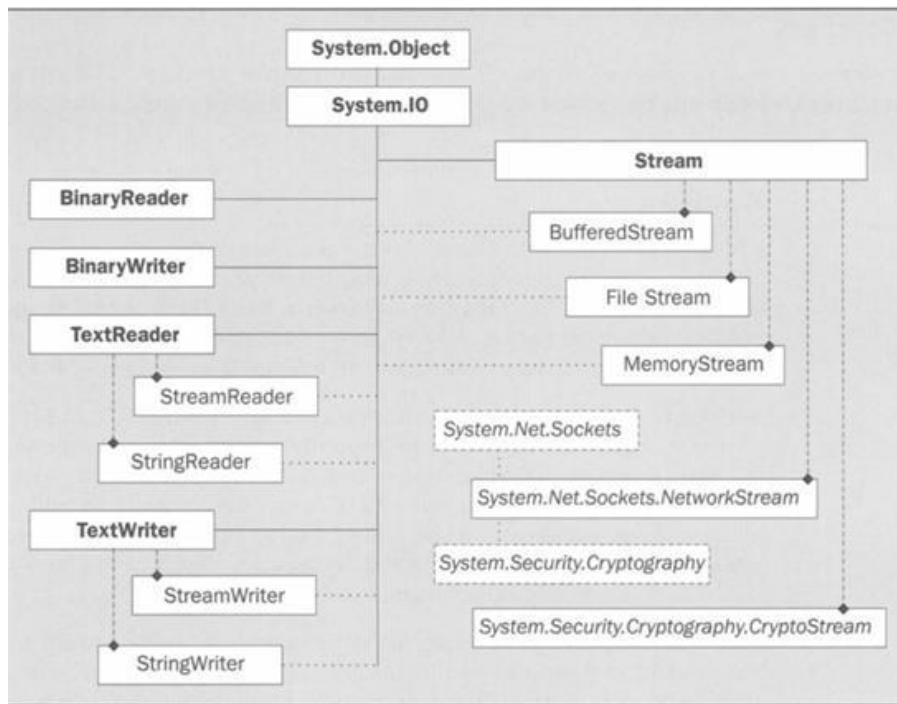 System.Object
System.IO
Stream
BinaryReader
BufferedStream
BinaryWriter
File Stream
TextReader
MemoryStream
StreamReader
System.Net.Sockets
StringReader
System.Net.Sockets.NetworkStream
TextWriter
System.Security.Cryptography
StreamWriter
System.Security.Cryptography.CryptoStream
StringWriter